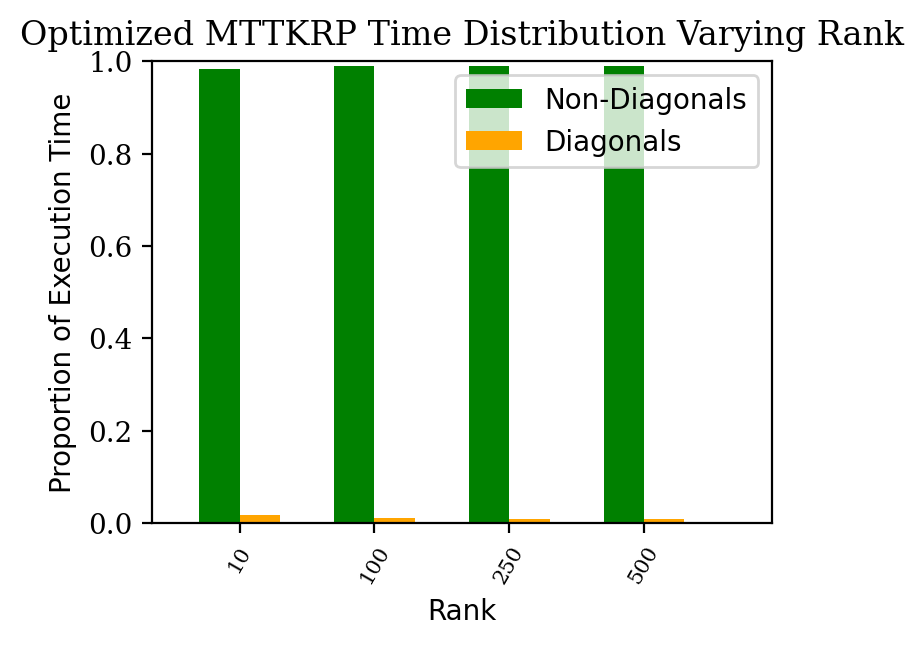 Optimized MTTKRP Time Distribution Varying Rank
Proportion of Execution Time
1.0
0.8
0.6
0.4
0.2
0.0
Non-Diagonals
Diagonals
10
100
250
500
Rank